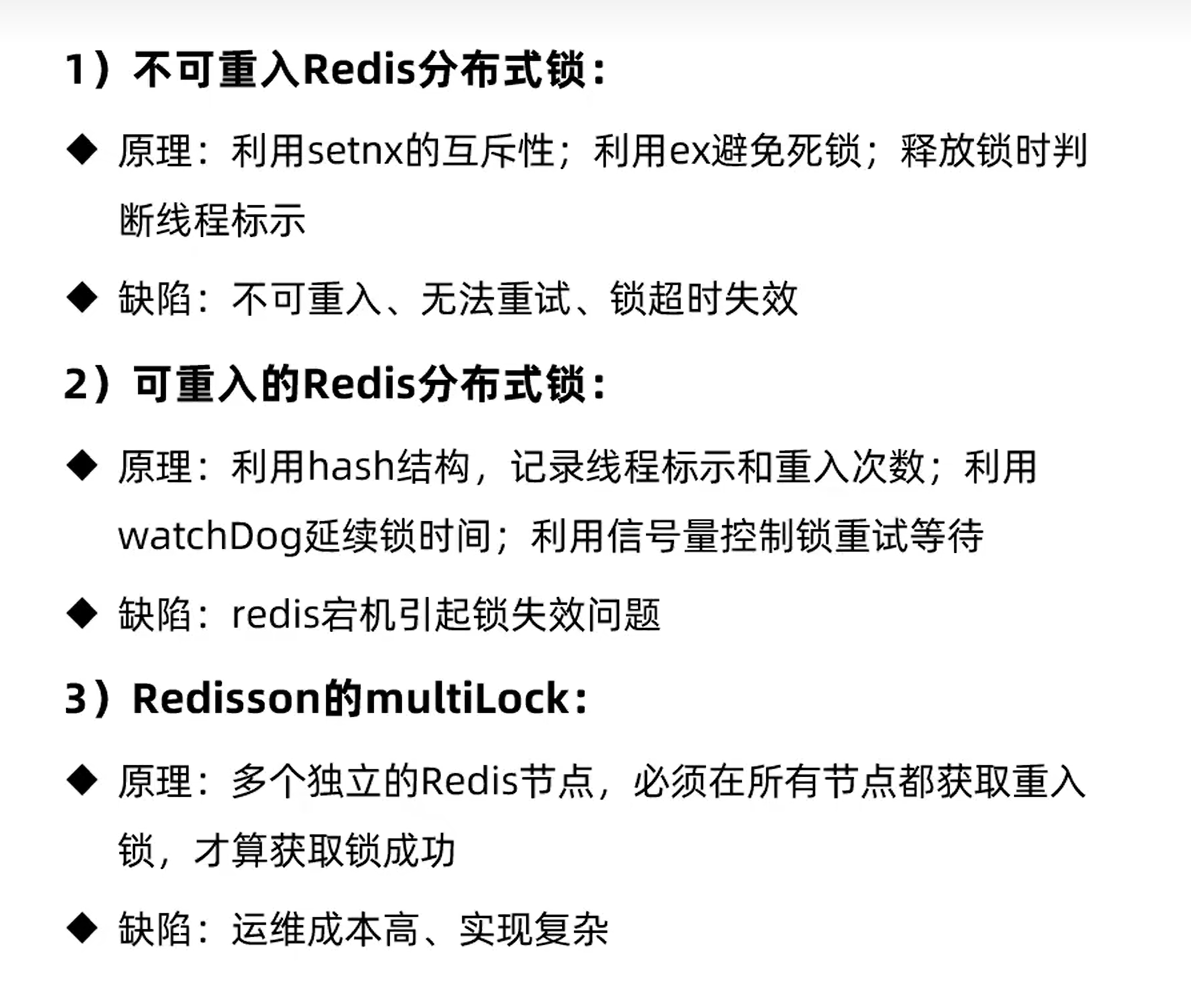 1）不可重入Redis分布式锁：
◆ 原理：利用setnx的互斥性；利用ex避免死锁；释放锁时判
断线程标示
◆ 缺陷：不可重入、无法重试、锁超时失效
2）可重入的Redis分布式锁：
◆ 原理：利用hash结构，记录线程标示和重入次数；利用
watchDog延续锁时间；利用信号量控制锁重试等待
◆ 缺陷：redis宕机引起锁失效问题
3）Redisson的multiLock：
◆ 原理：多个独立的Redis节点，必须在所有节点都获取重入
锁，才算获取锁成功
◆ 缺陷：运维成本高、实现复杂